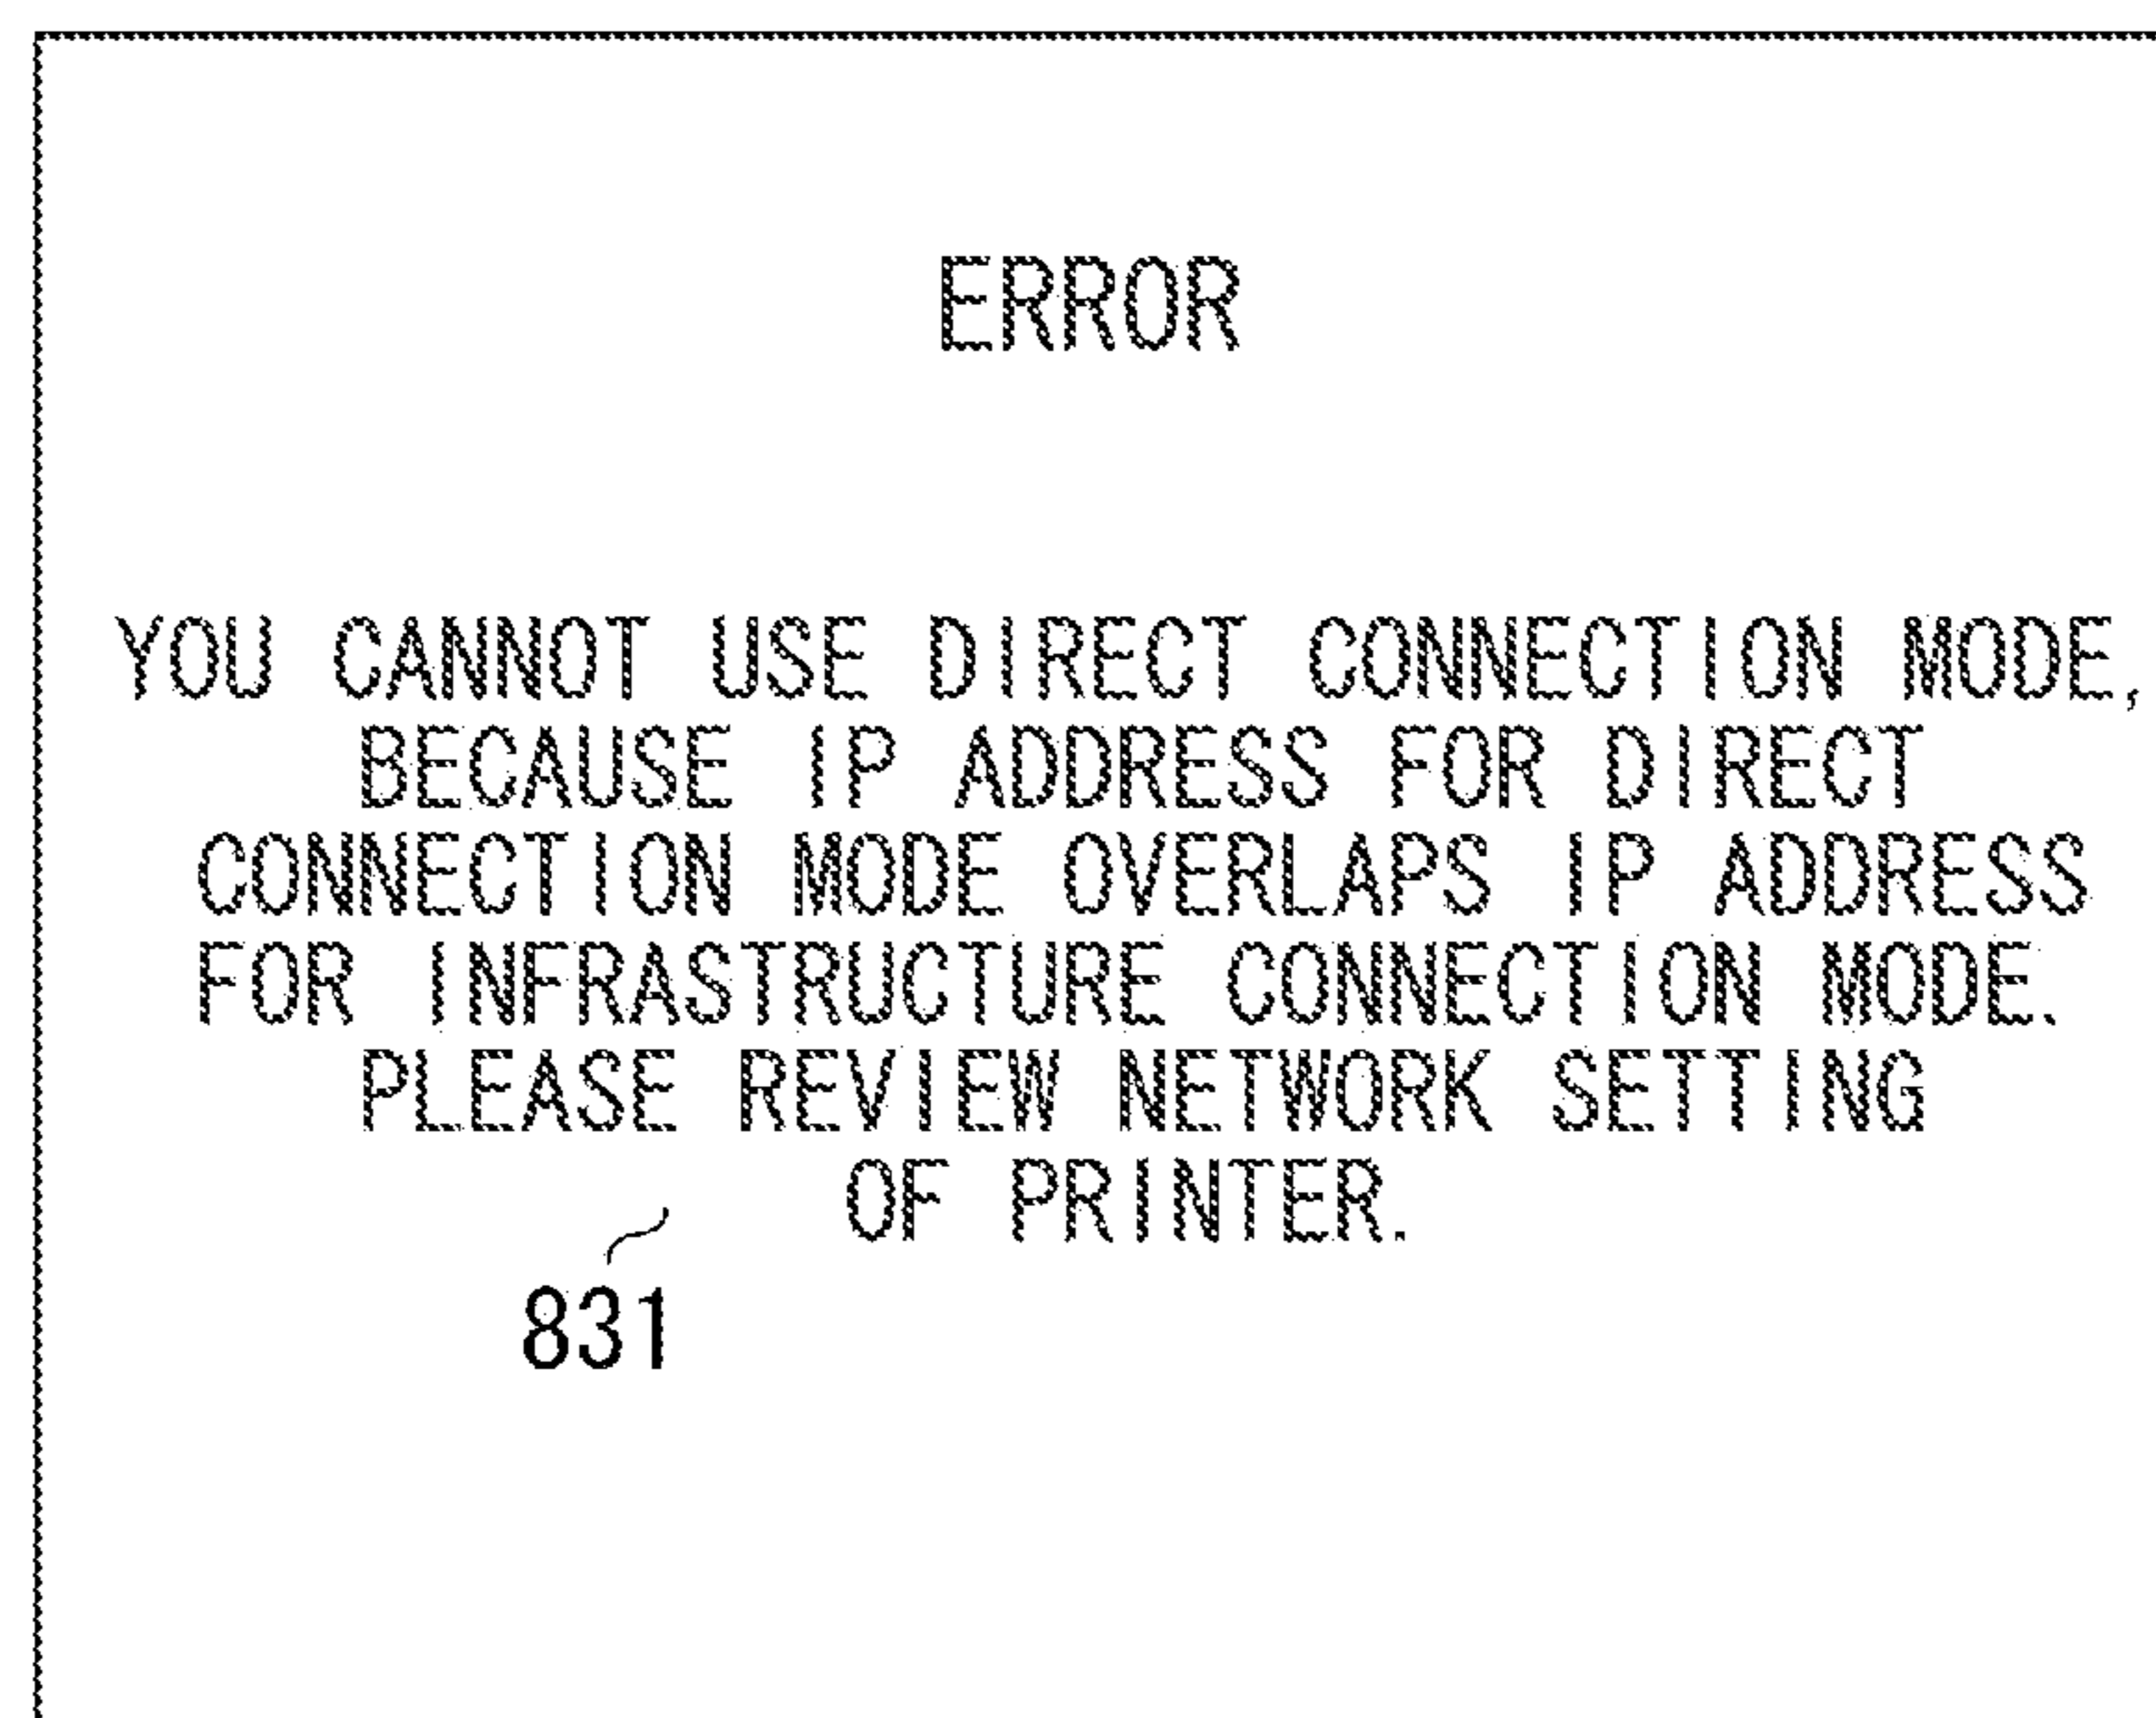 ERROR
YOU CANNOT USE DIRECT CONNECTION MODE,
BECAUSE IP ADDRESS FOR DIRECT
CONNECTION MODE OVERLAPS IP ADDRESS
FOR INFRASTRUCTURE CONNECTION MODE.
PLEASE REVIEW NETWORK SETTING
OF PRINTER.
831